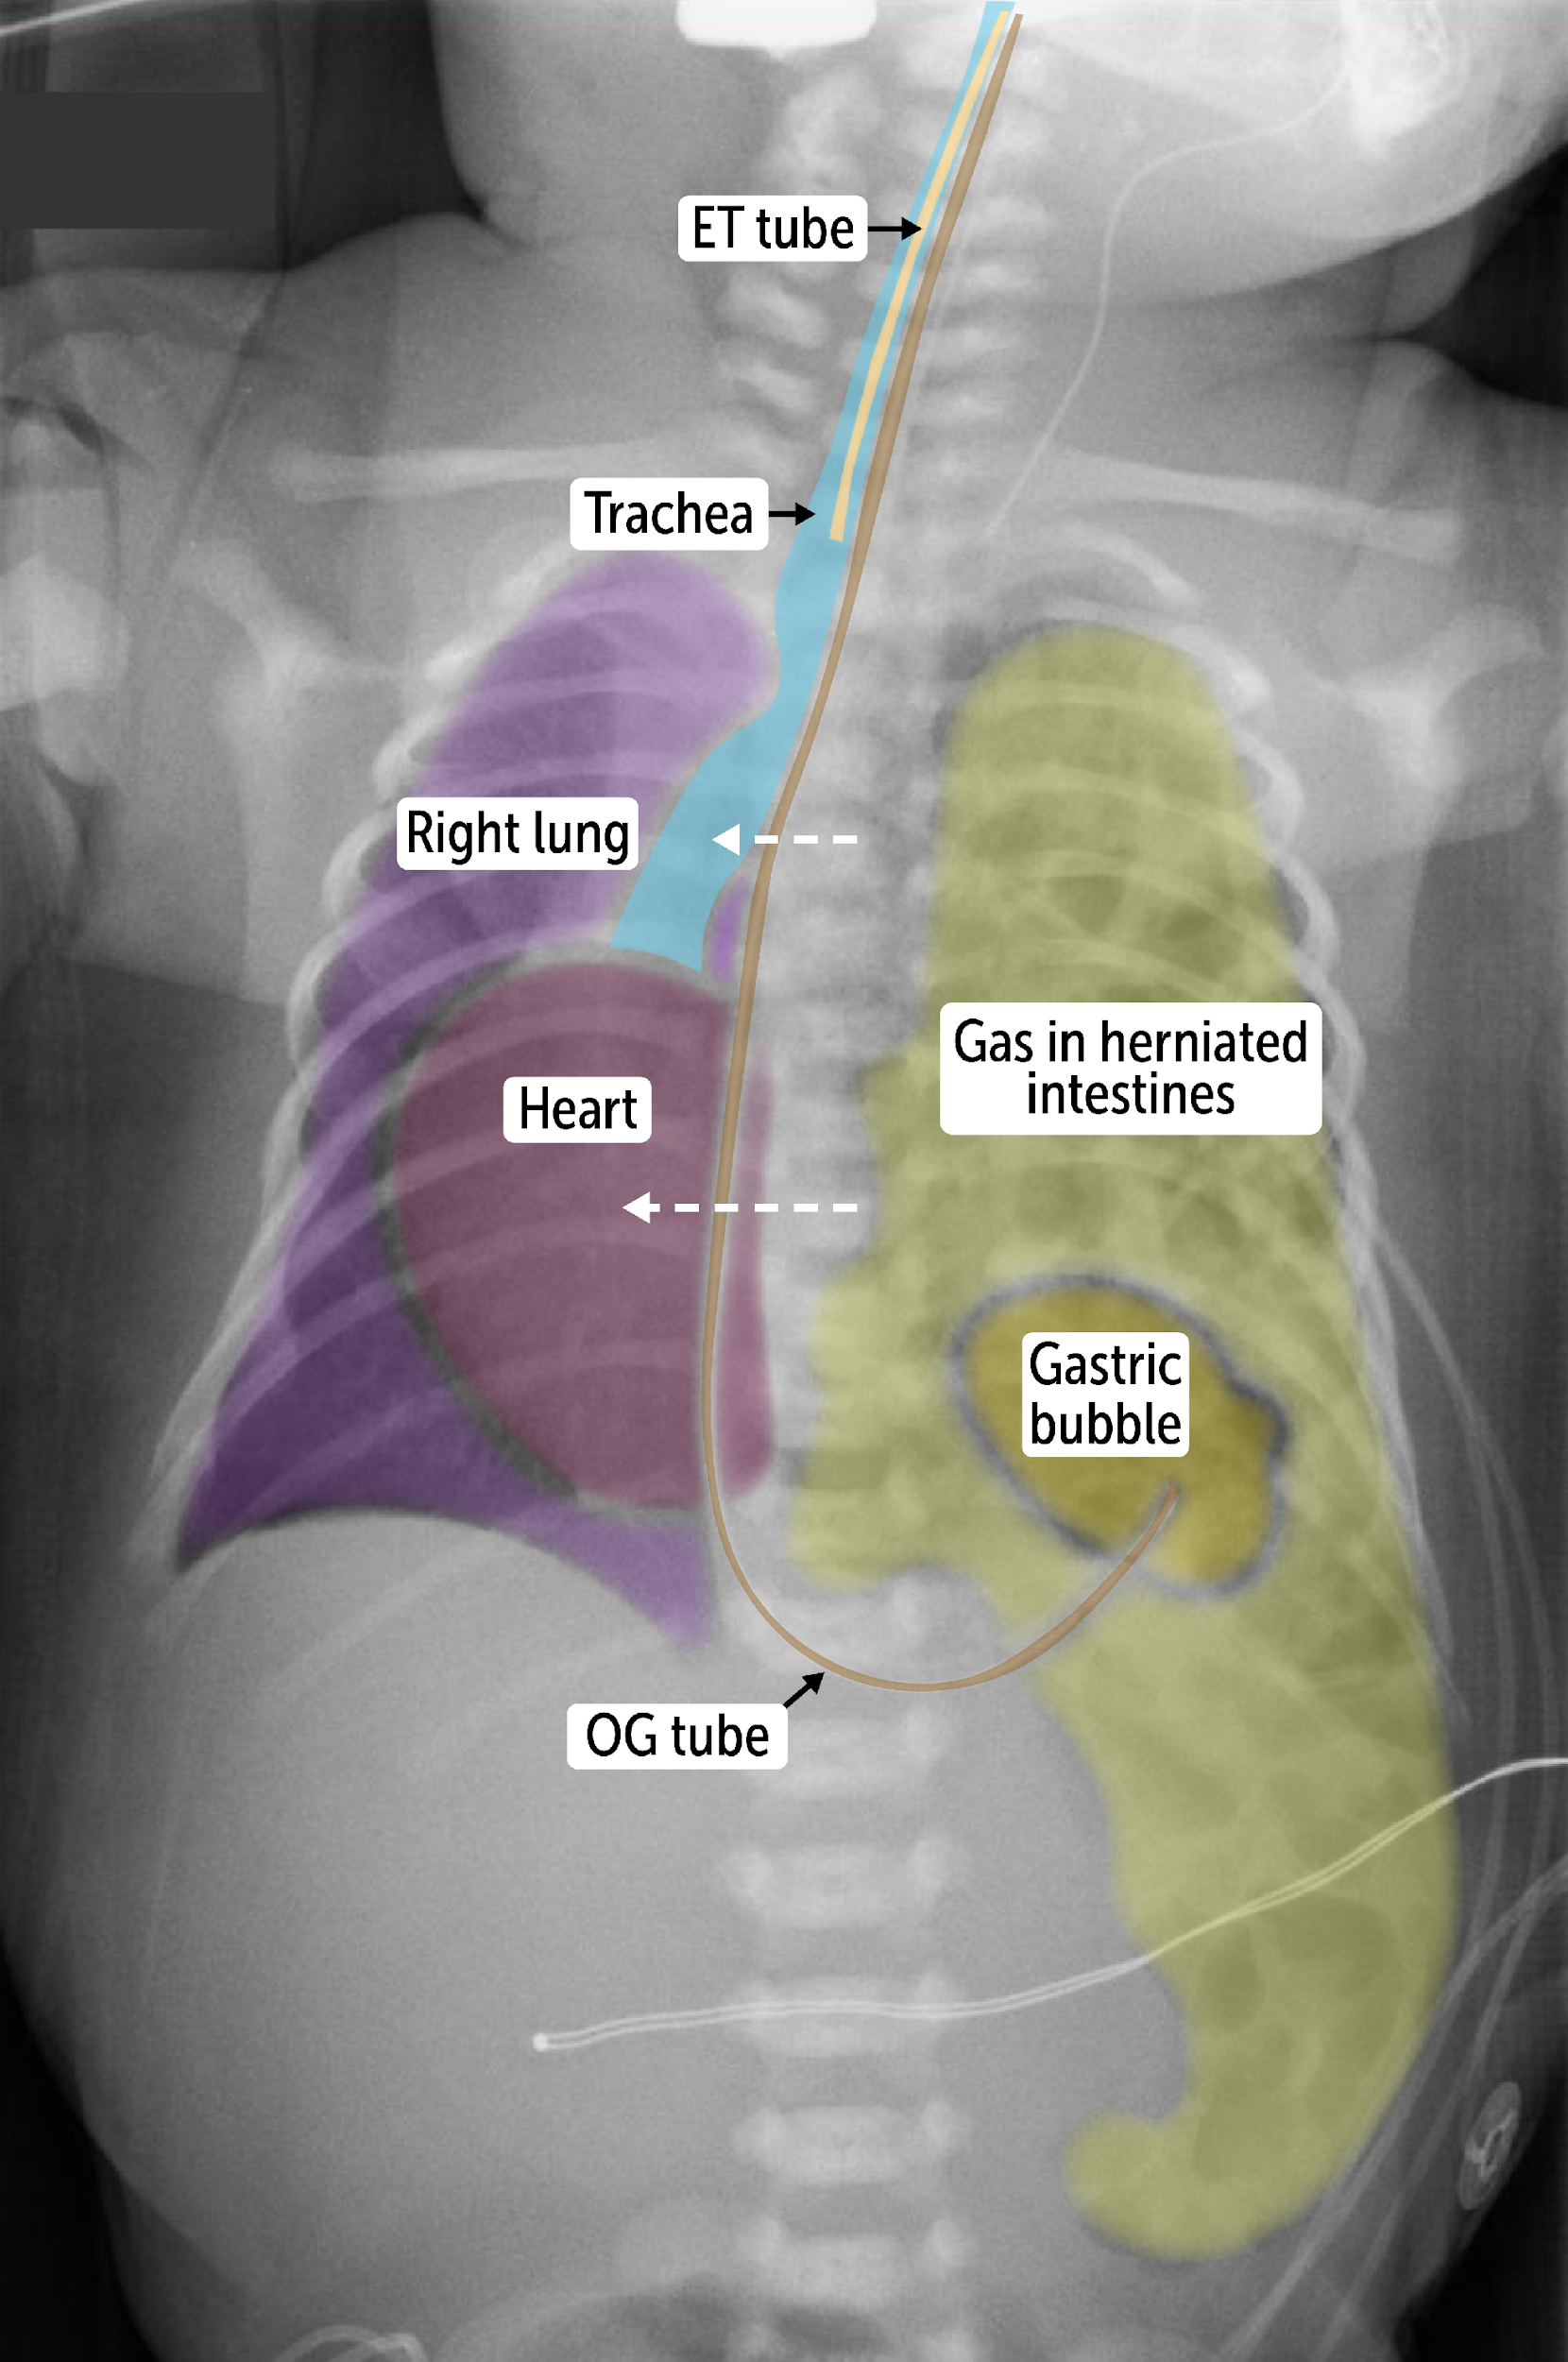 ET tube
Trachea
Right lung
Gas in herniated
intestines
Heart
Gastric
bubble
OG tube